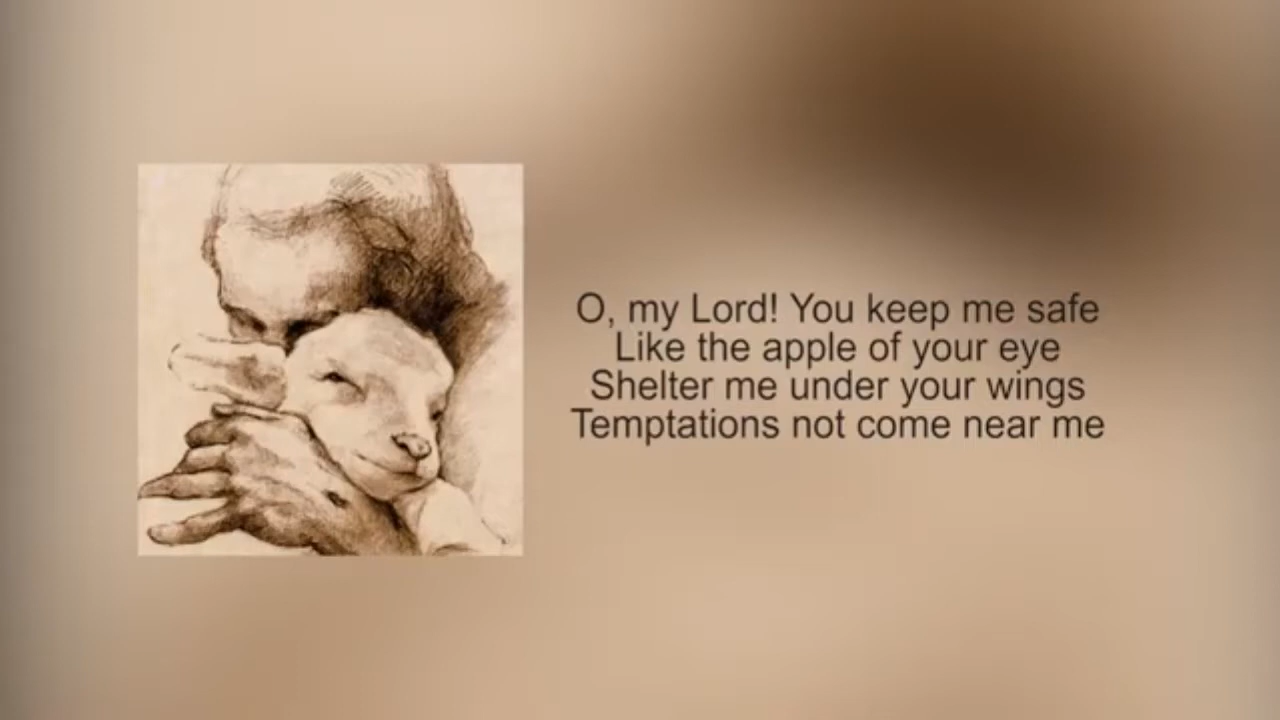 O, my Lord! You keep me safe
Like the apple of your eye
Shelter me under your wings
Temptations not come near me